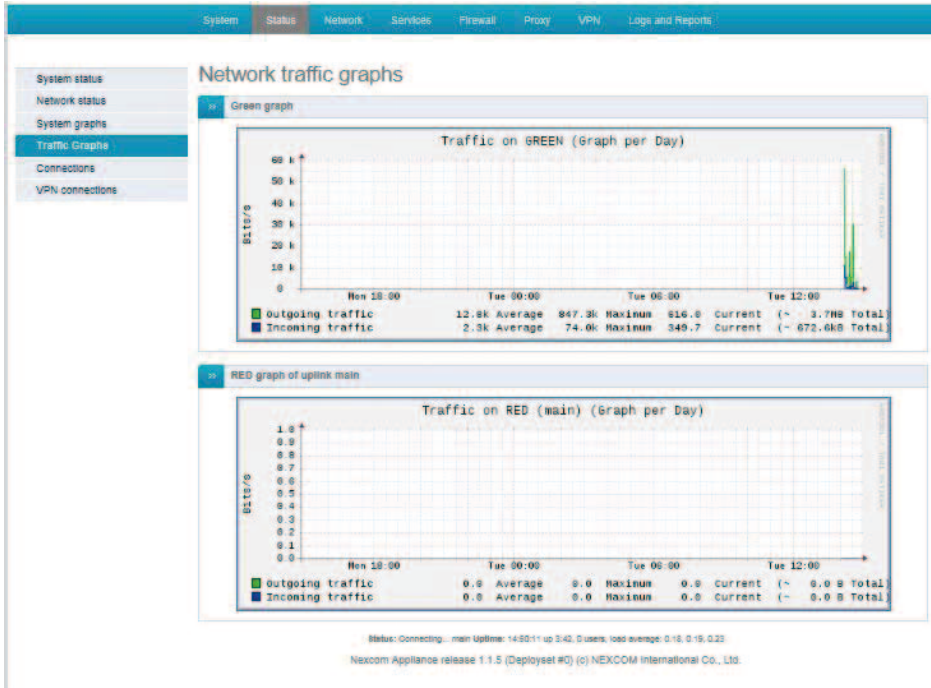 System Status Network Services Firewall Proxy VPN Logs and Reports
System status
Network status
System graphs
Traffic Graphs
Connections
VPN connections
Network traffic graphs
>> Green graph
Traffic on GREEN (Graph per Day)
Bits/s
60 k
50 k
40 k
30 k
20 k
10 k
0
Mon 18:00 Tue 00:00 Tue 06:00 Tue 12:00
Outgoing traffic 12.8k Average 847.3k Maximum 616.0 Current (~ 3.7MB Total)
Incoming traffic 2.3k Average 74.0k Maximum 349.7 Current (~ 672.6kB Total)
>> RED graph of uplink main
Traffic on RED (main) (Graph per Day)
Bits/s
1.0
0.9
0.8
0.7
0.6
0.5
0.4
0.3
0.2
0.1
0.0
Mon 18:00 Tue 00:00 Tue 06:00 Tue 12:00
Outgoing traffic 0.0 Average 0.0 Maximum 0.0 Current (~ 0.0 B Total)
Incoming traffic 0.0 Average 0.0 Maximum 0.0 Current (~ 0.0 B Total)
Status: Connecting... main Uptime: 14:50:11 up 3:42, 0 users, load average: 0.18, 0.19, 0.23
Nexcom Appliance release 1.1.5 (Deployset #0) (c) NEXCOM International Co., Ltd.